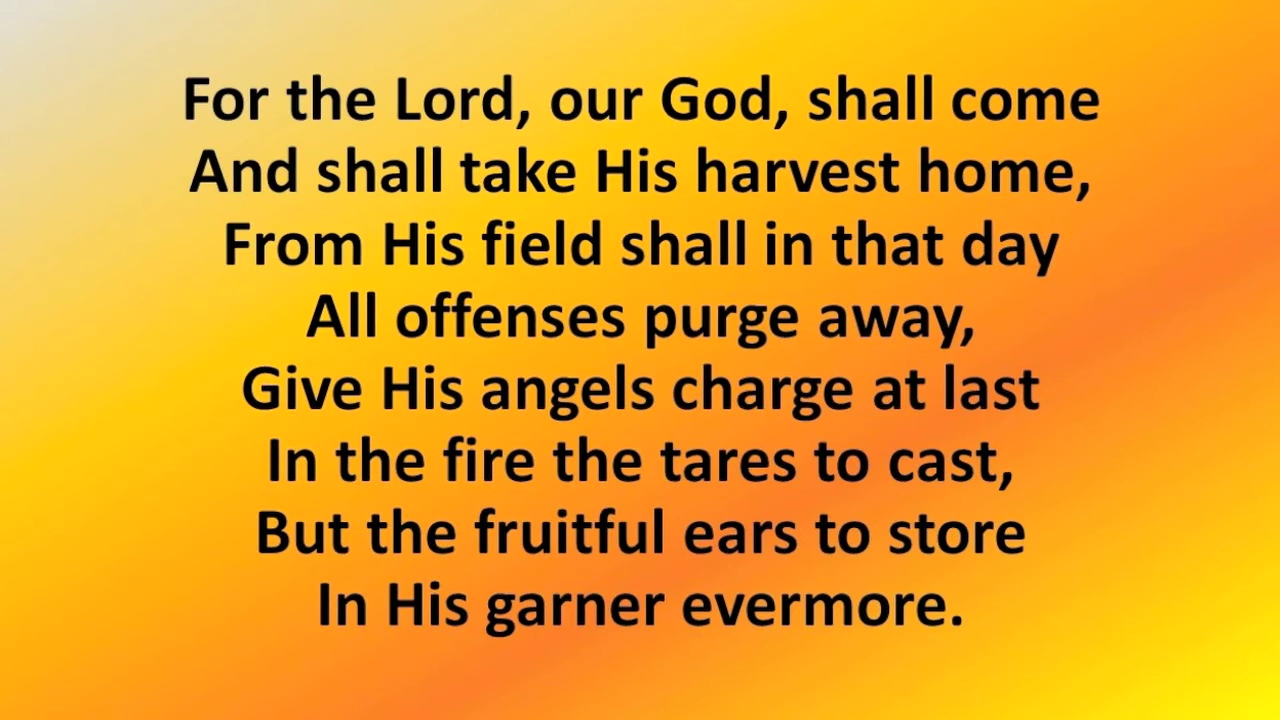 For the Lord, our God, shall come
And shall take His harvest home,
From His field shall in that day
All offenses purge away,
Give His angels charge at last
In the fire the tares to cast,
But the fruitful ears to store
In His garner evermore.